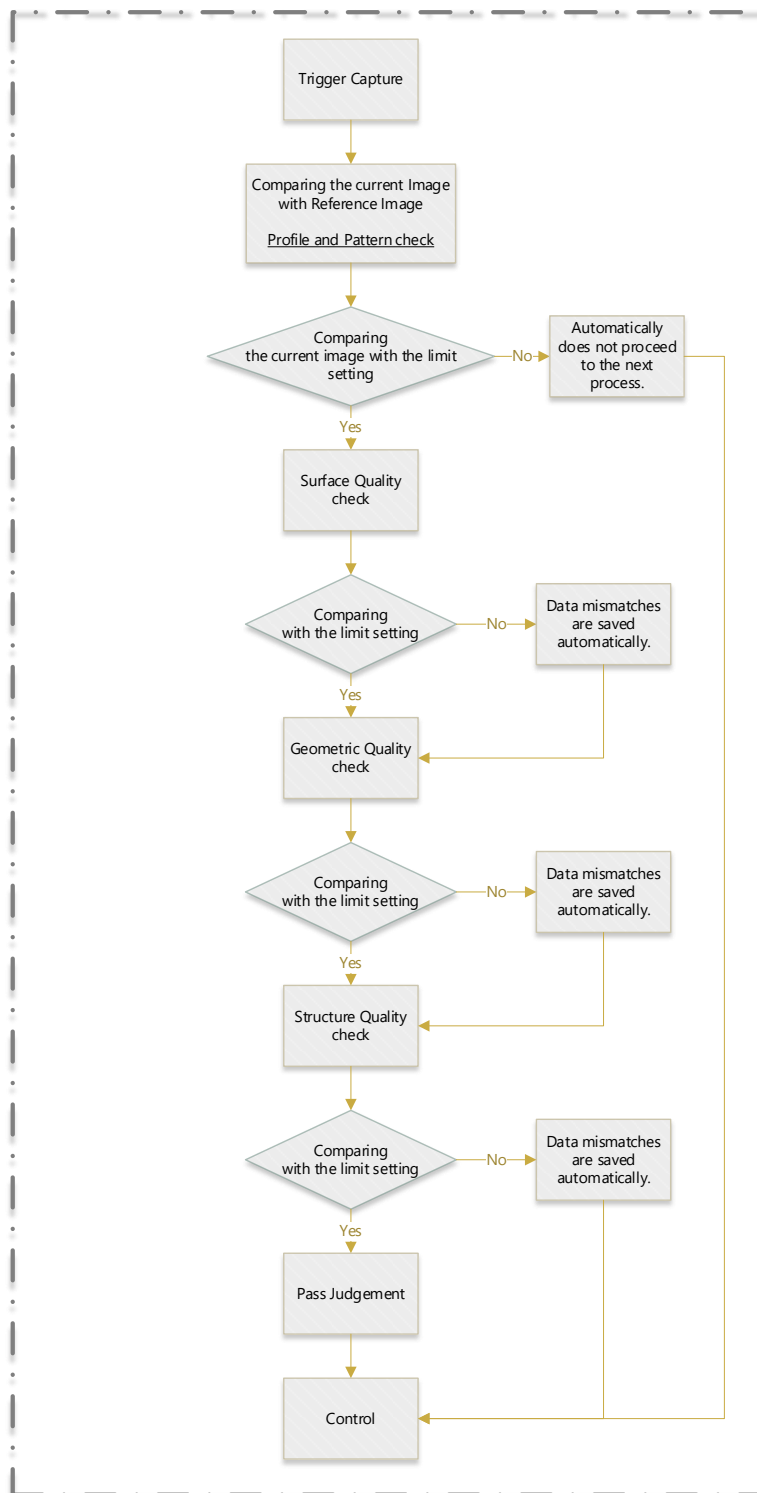 Trigger Capture
Comparing the current Image
with Reference Image
Profile and Pattern check
Comparing
the current image with the limit
setting
No
Automatically
does not proceed
to the next
process.
Yes
Surface Quality
check
Comparing
with the limit setting
No
Data mismatches
are saved
automatically.
Yes
Geometric Quality
check
Comparing
with the limit setting
No
Data mismatches
are saved
automatically.
Yes
Structure Quality
check
Comparing
with the limit setting
No
Data mismatches
are saved
automatically.
Yes
Pass Judgement
Control